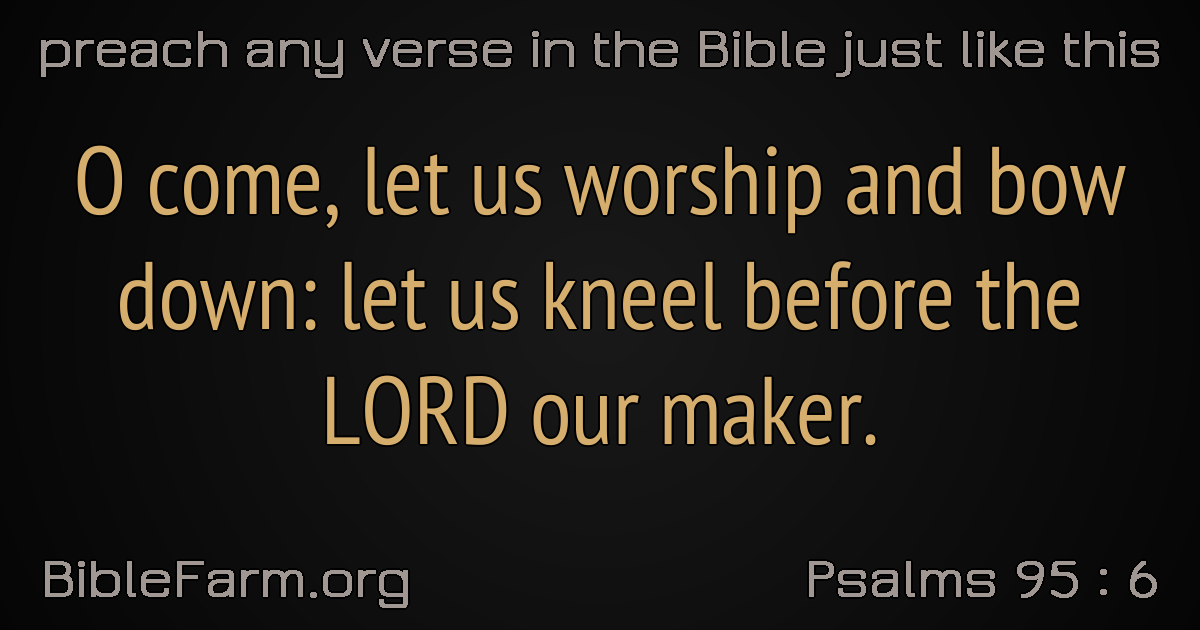 preach any verse in the Bible just like this
O come, let us worship and bow
down: let us kneel before the
LORD our maker.
BibleFarm.org
Psalms 95 : 6